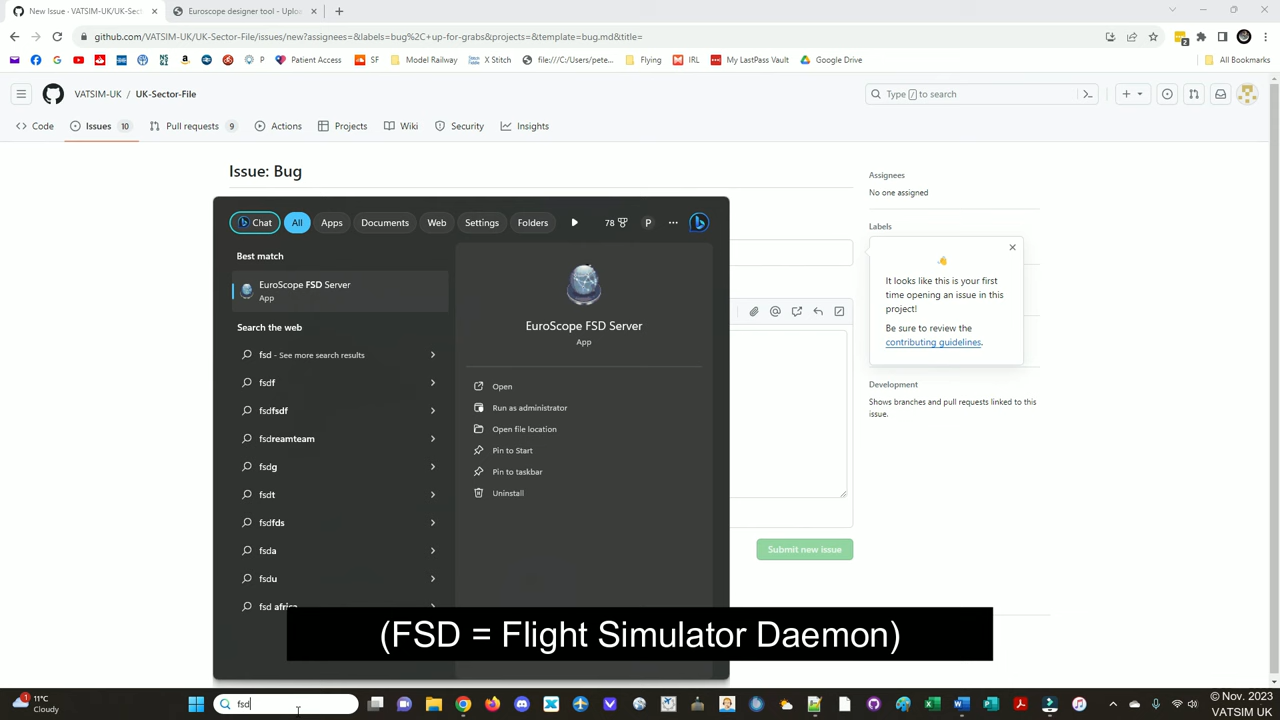 New Issue · VATSIM-UK/UK-Sect
Euroscope designer tool - Uplo
github.com/VATSIM-UK/UK-Sector-File/issues/new?assignees=&labels=bug%2C+up-for-grabs&projects=&template=bug.md&title=
P
Patient Access
SF
Model Railway
X Stitch
file:///C:/Users/pete...
Flying
IRL
My LastPass Vault
Google Drive
All Bookmarks
VATSIM-UK / UK-Sector-File
Type / to search
Code
Issues 10
Pull requests 9
Actions
Projects
Wiki
Security
Insights
Issue: Bug
Assignees
No one assigned
Labels
It looks like this is your first
time opening an issue in this
project!
Be sure to review the
contributing guidelines.
Development
Shows branches and pull requests linked to this
issue.
Submit new issue
Chat
All
Apps
Documents
Web
Settings
Folders
78
P
Best match
EuroScope FSD Server
App
Search the web
fsd - See more search results
fsdf
fsdfsdf
fsdreamteam
fsdg
fsdt
fsdfds
fsda
fsdu
fsd africa
EuroScope FSD Server
App
Open
Run as administrator
Open file location
Pin to Start
Pin to taskbar
Uninstall
(FSD = Flight Simulator Daemon)
1
11°C
Cloudy
fsd
© Nov. 2023
VATSIM UK